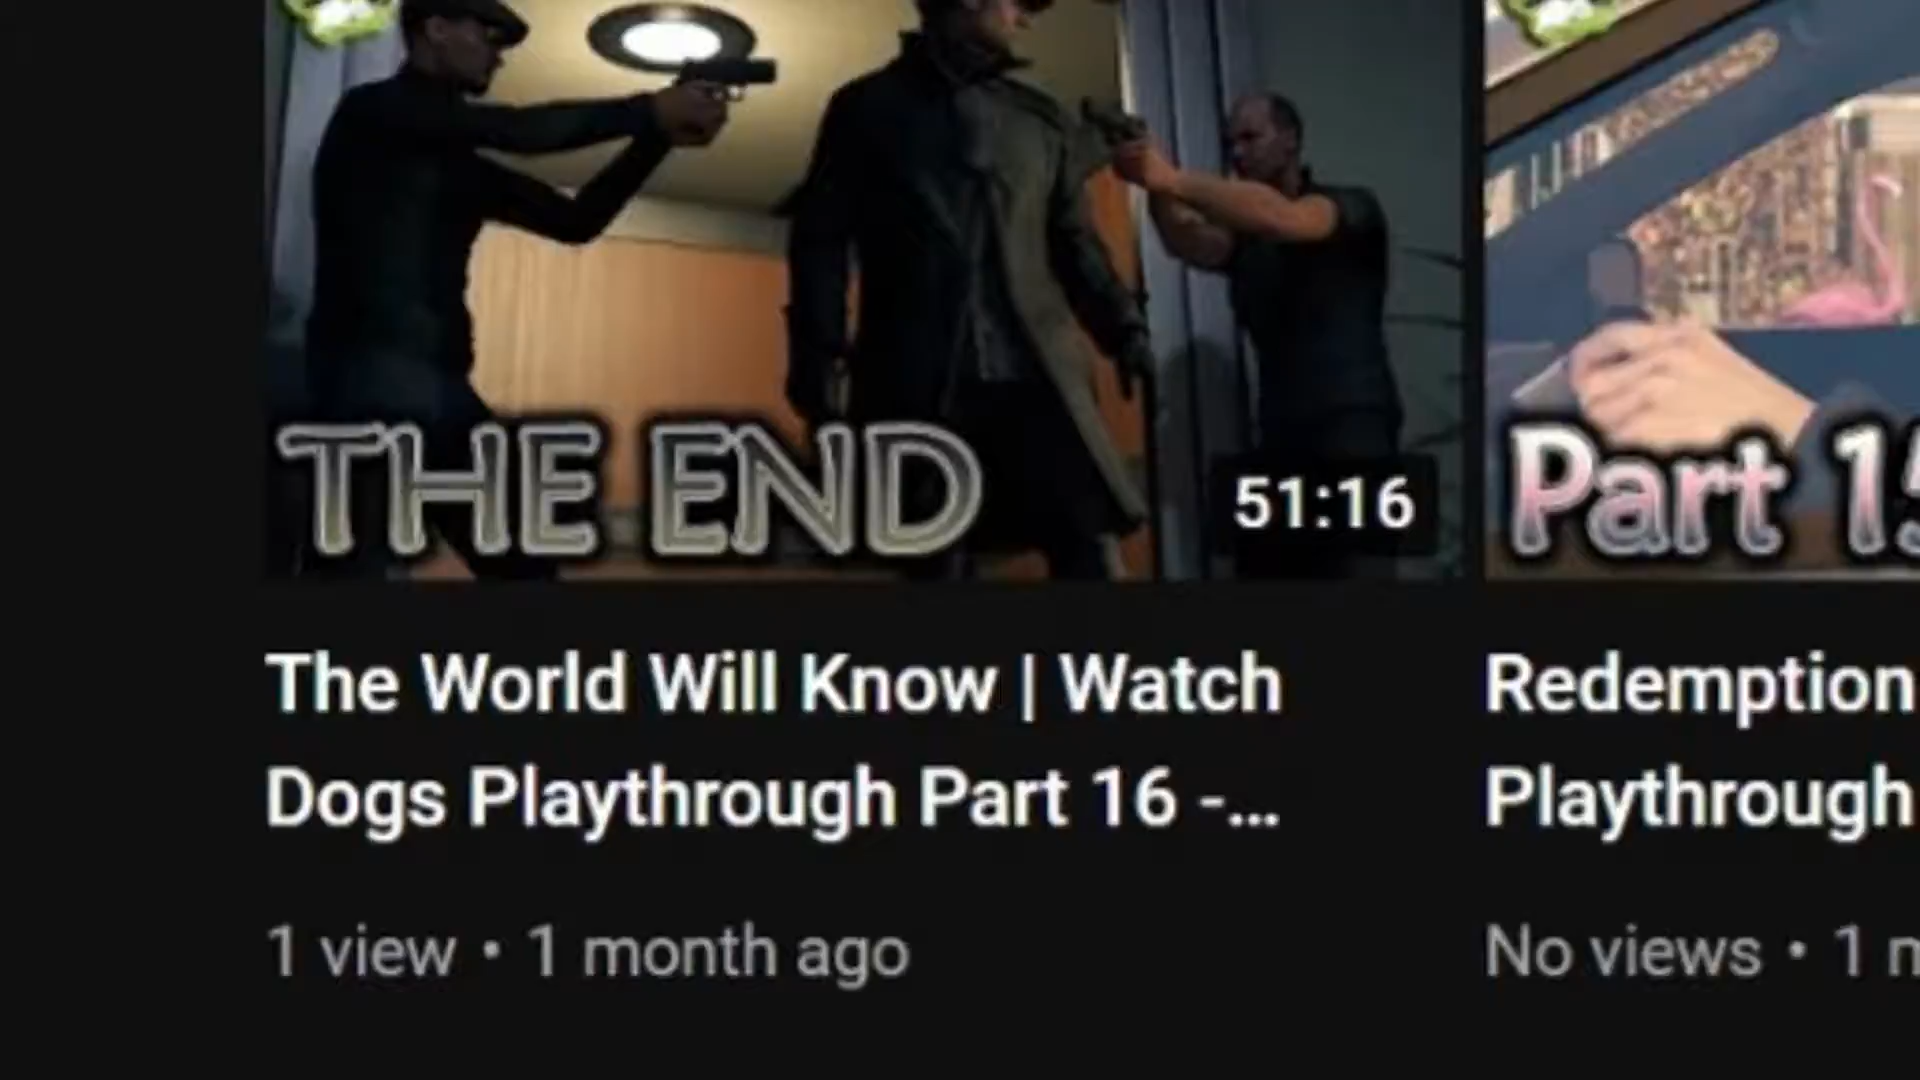 THE END
51:16
Part 15
The World Will Know | Watch
Dogs Playthrough Part 16 -...
1 view • 1 month ago
Redemption
Playthrough
No views • 1 m